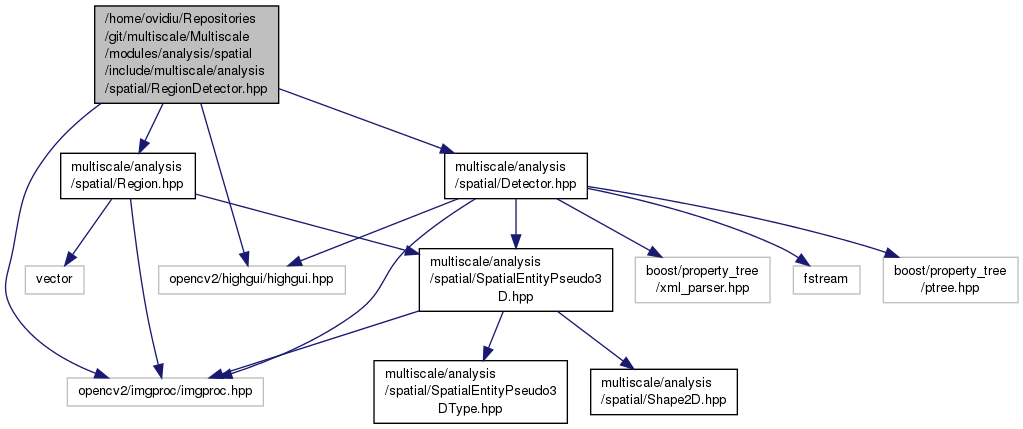 /home/ovidiu/Repositories
/git/multiscale/Multiscale
/modules/analysis/spatial
/include/multiscale/analysis
/spatial/RegionDetector.hpp
multiscale/analysis
/spatial/Region.hpp
multiscale/analysis
/spatial/Detector.hpp
vector
opencv2/highgui/highgui.hpp
multiscale/analysis
/spatial/SpatialEntityPseudo3
D.hpp
boost/property_tree
/xml_parser.hpp
fstream
boost/property_tree
/ptree.hpp
opencv2/imgproc/imgproc.hpp
multiscale/analysis
/spatial/SpatialEntityPseudo3
DType.hpp
multiscale/analysis
/spatial/Shape2D.hpp